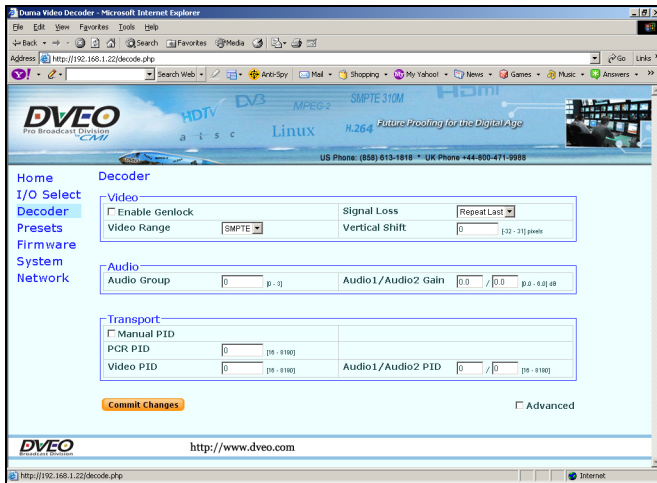 Duma Video Decoder - Microsoft Internet Explorer
File Edit View Favorites Tools Help
Back Search Favorites Media
Address http://192.168.1.22/decode.php Go Links
Y! Search Web Anti-Spy Mail Shopping My Yahoo! News Games Music Answers »
DVEO
Pro Broadcast Division
CMI
HDTV DVB MPEG-2 SMPTE 310M HDMI
a t s c Linux H.264 Future Proofing for the Digital Age
US Phone: (858) 613-1818 * UK Phone +44-800-471-9988
Home
I/O Select
Decoder
Presets
Firmware
System
Network
Decoder
Video
Enable Genlock Signal Loss Repeat Last
Video Range SMPTE Vertical Shift 0 [-32 - 31] pixels
Audio
Audio Group 0 [0 - 3] Audio1/Audio2 Gain 0.0 / 0.0 [0.0 - 6.0] dB
Transport
Manual PID
PCR PID 0 [16 - 8190]
Video PID 0 [16 - 8190] Audio1/Audio2 PID 0 / 0 [16 - 8190]
Commit Changes Advanced
DVEO
Broadcast Division
http://www.dveo.com
http://192.168.1.22/decode.php Internet